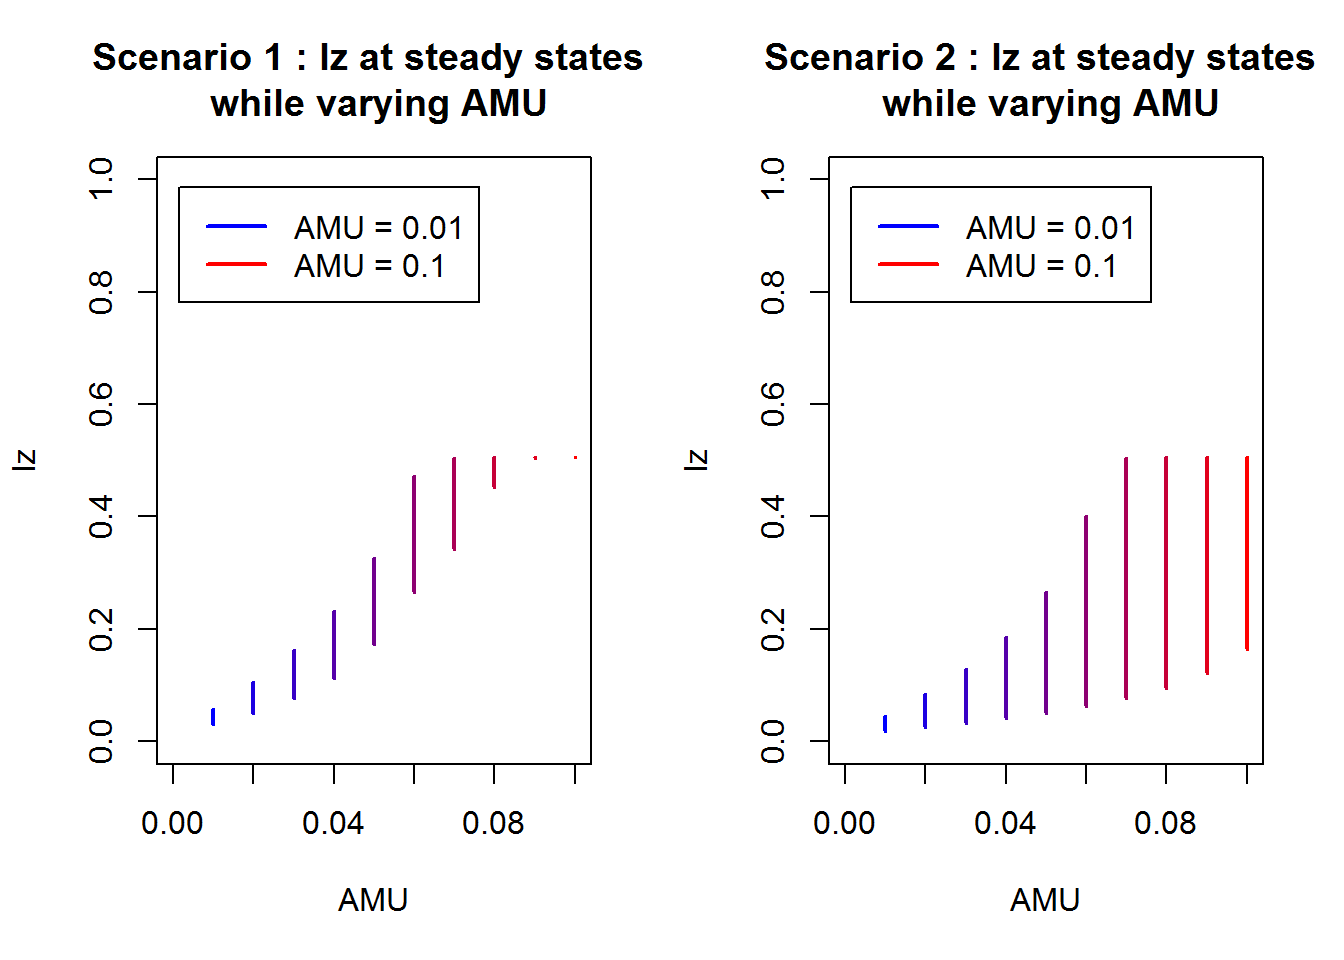 Scenario 1 : Iz at steady states
while varying AMU
1.0
0.8
0.6
0.4
0.2
0.0
Iz
AMU = 0.01
AMU = 0.1
0.00 0.04 0.08
AMU
Scenario 2 : Iz at steady states
while varying AMU
1.0
0.8
0.6
0.4
0.2
0.0
Iz
AMU = 0.01
AMU = 0.1
0.00 0.04 0.08
AMU